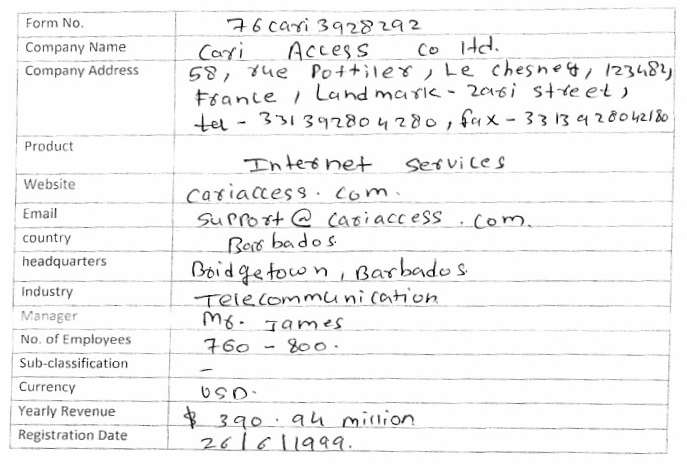 Form No. 76cari3928292
Company Name Cari Access Co ltd.
Company Address 58, rue Pottiler, Le chesney, 123482,
France, Landmark - zari street,
tel - 331392804280, fax - 3313928042180
Product Internet services
Website cariaccess.com.
Email support@cariaccess.com.
country Barbados.
headquarters Bridgetown, Barbados
Industry Telecommunication
Manager Mr. James
No. of Employees 760 - 800.
Sub-classification –
Currency USD.
Yearly Revenue $ 390.94 million
Registration Date 26/6/1999.